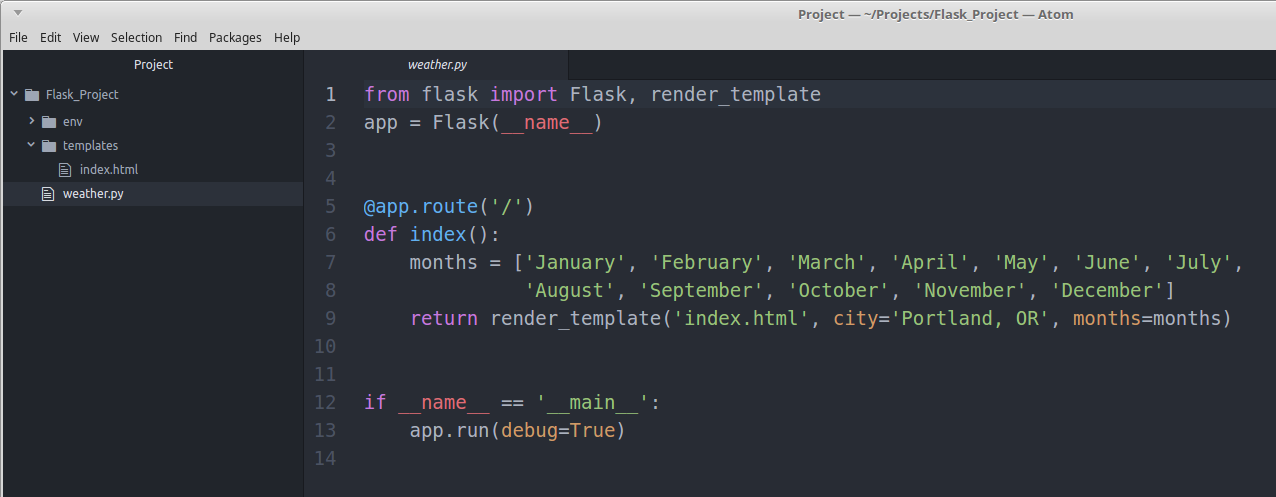 Project — ~/Projects/Flask_Project — Atom
File Edit View Selection Find Packages Help
Project
Flask_Project
env
templates
index.html
weather.py
weather.py
1 from flask import Flask, render_template
2 app = Flask(__name__)
3
4
5 @app.route('/')
6 def index():
7     months = ['January', 'February', 'March', 'April', 'May', 'June', 'July',
8               'August', 'September', 'October', 'November', 'December']
9     return render_template('index.html', city='Portland, OR', months=months)
10
11
12 if __name__ == '__main__':
13     app.run(debug=True)
14